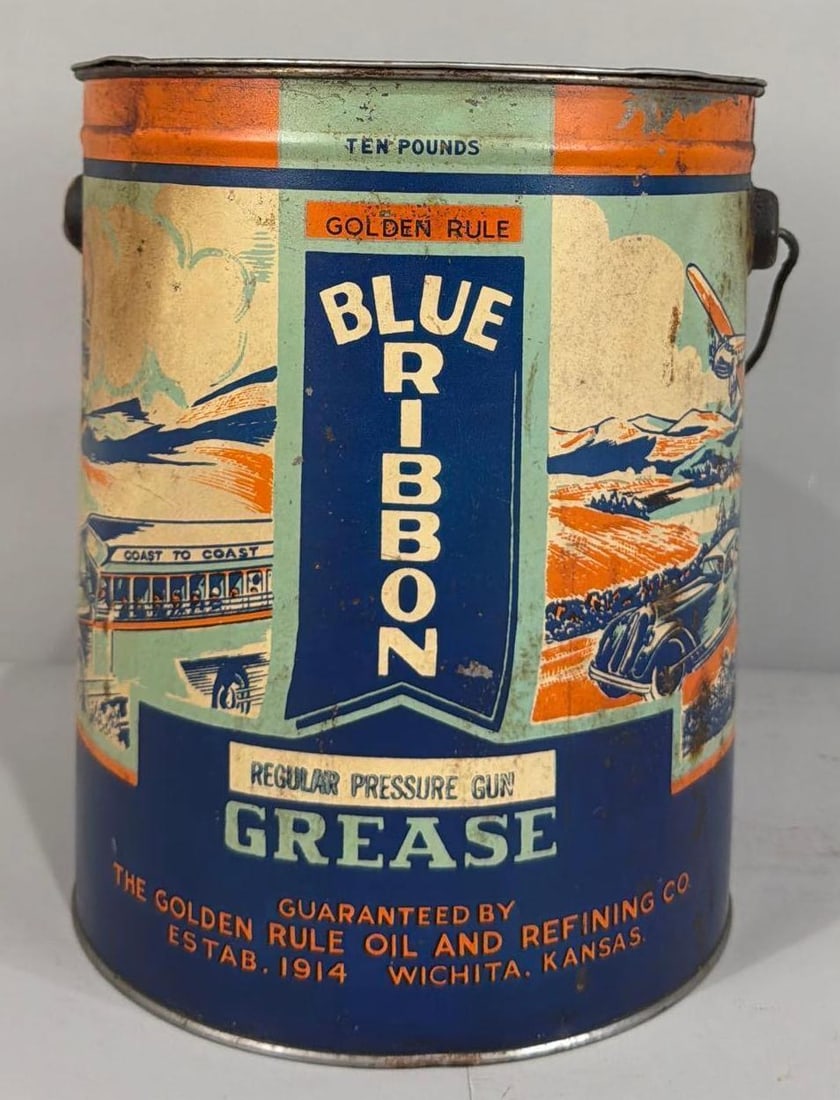 TEN POUNDS
GOLDEN RULE
BLUE
RIBBON
COAST TO COAST
REGULAR PRESSURE GUN
GREASE
GUARANTEED BY
THE GOLDEN RULE OIL AND REFINING CO.
ESTAB. 1914 WICHITA, KANSAS.